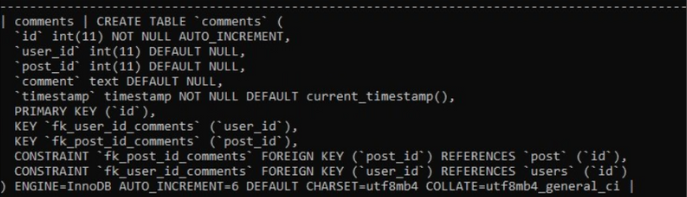 | comments | CREATE TABLE `comments` (
`id` int(11) NOT NULL AUTO_INCREMENT,
`user_id` int(11) DEFAULT NULL,
`post_id` int(11) DEFAULT NULL,
`comment` text DEFAULT NULL,
`timestamp` timestamp NOT NULL DEFAULT current_timestamp(),
PRIMARY KEY (`id`),
KEY `fk_user_id_comments` (`user_id`),
KEY `fk_post_id_comments` (`post_id`),
CONSTRAINT `fk_post_id_comments` FOREIGN KEY (`post_id`) REFERENCES `post` (`id`),
CONSTRAINT `fk_user_id_comments` FOREIGN KEY (`user_id`) REFERENCES `users` (`id`)
) ENGINE=InnoDB AUTO_INCREMENT=6 DEFAULT CHARSET=utf8mb4 COLLATE=utf8mb4_general_ci |